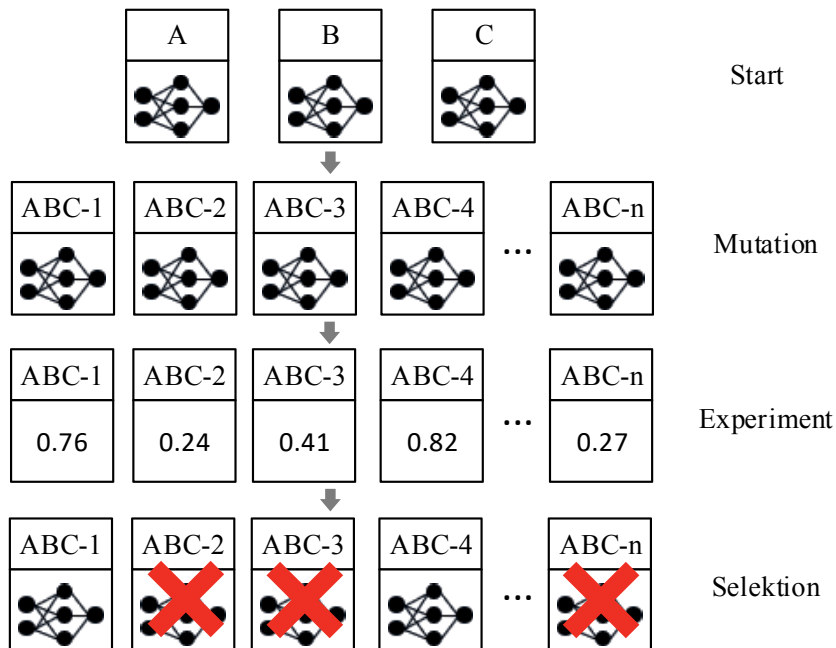 A B C
Start
ABC-1 ABC-2 ABC-3 ABC-4 ABC-n
... Mutation
ABC-1 ABC-2 ABC-3 ABC-4 ABC-n
0.76 0.24 0.41 0.82 ... 0.27 Experiment
ABC-1 ABC-2 ABC-3 ABC-4 ABC-n
... Selektion